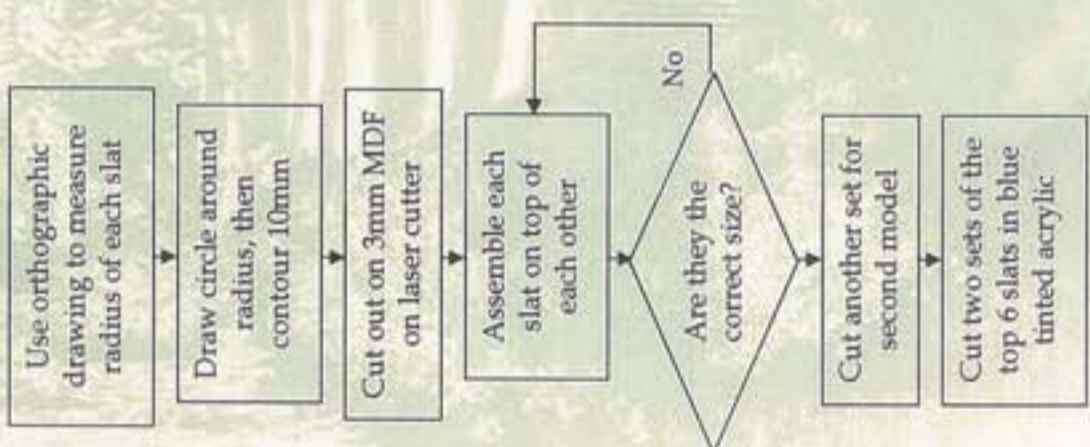 Use orthographic
drawing to measure
radius of each slat
Draw circle around
radius, then
contour 10mm
Cut out on 3mm MDF
on laser cutter
Assemble each
slat on top of
each other
No
Are they the
correct size?
Cut another set for
second model
Cut two sets of the
top 6 slats in blue
tinted acrylic